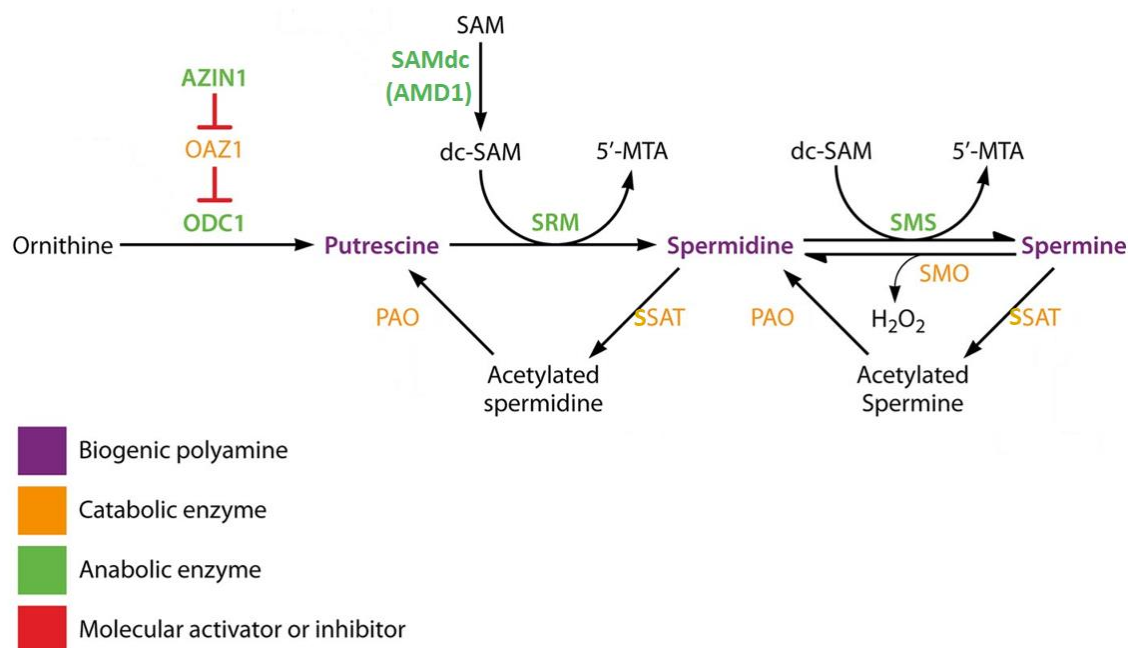 SAM
SAMdc
(AMD1)
AZIN1
OAZ1
ODC1
dc-SAM
5′-MTA
dc-SAM
5′-MTA
SRM
SMS
Ornithine
Putrescine
Spermidine
Spermine
SMO
PAO
SSAT
PAO
H₂O₂
SSAT
Acetylated
spermidine
Acetylated
Spermine
Biogenic polyamine
Catabolic enzyme
Anabolic enzyme
Molecular activator or inhibitor